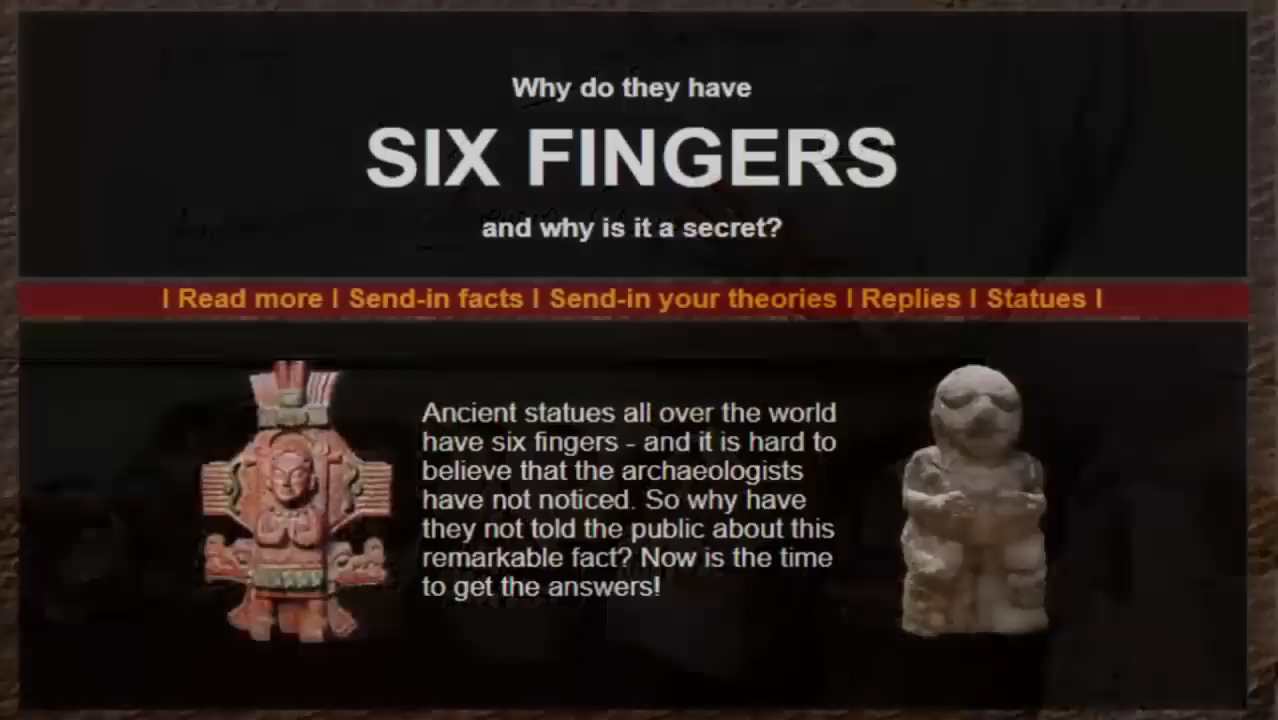 Why do they have
SIX FINGERS
and why is it a secret?
| Read more | Send-in facts | Send-in your theories | Replies | Statues |
Ancient statues all over the world
have six fingers - and it is hard to
believe that the archaeologists
have not noticed. So why have
they not told the public about this
remarkable fact? Now is the time
to get the answers!